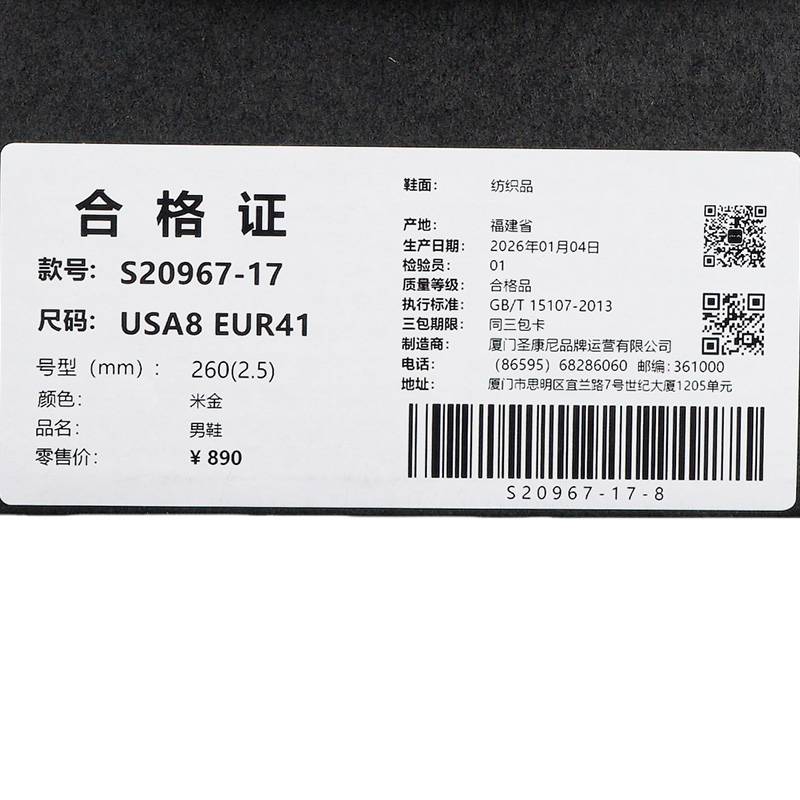 合格证
款号: S20967-17
尺码: USA8 EUR41
号型（mm）: 260(2.5)
颜色: 米金
品名: 男鞋
零售价: ¥ 890
鞋面: 纺织品
产地: 福建省
生产日期: 2026年01月04日
检验员: 01
质量等级: 合格品
执行标准: GB/T 15107-2013
三包期限: 同三包卡
制造商: 厦门圣康尼品牌运营有限公司
电话: (86595) 68286060 邮编: 361000
地址: 厦门市思明区宜兰路7号世纪大厦1205单元
S20967-17-8